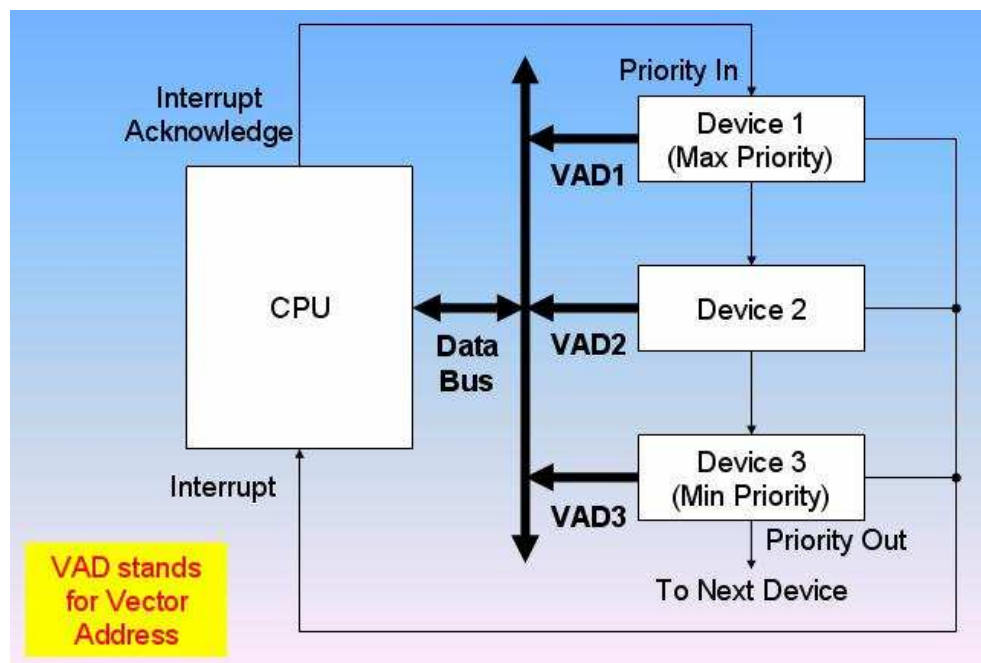 Priority In
Interrupt
Acknowledge
Device 1
(Max Priority)
VAD1
CPU
Device 2
Data
Bus
VAD2
Device 3
(Min Priority)
Interrupt
VAD3
Priority Out
To Next Device
VAD stands
for Vector
Address